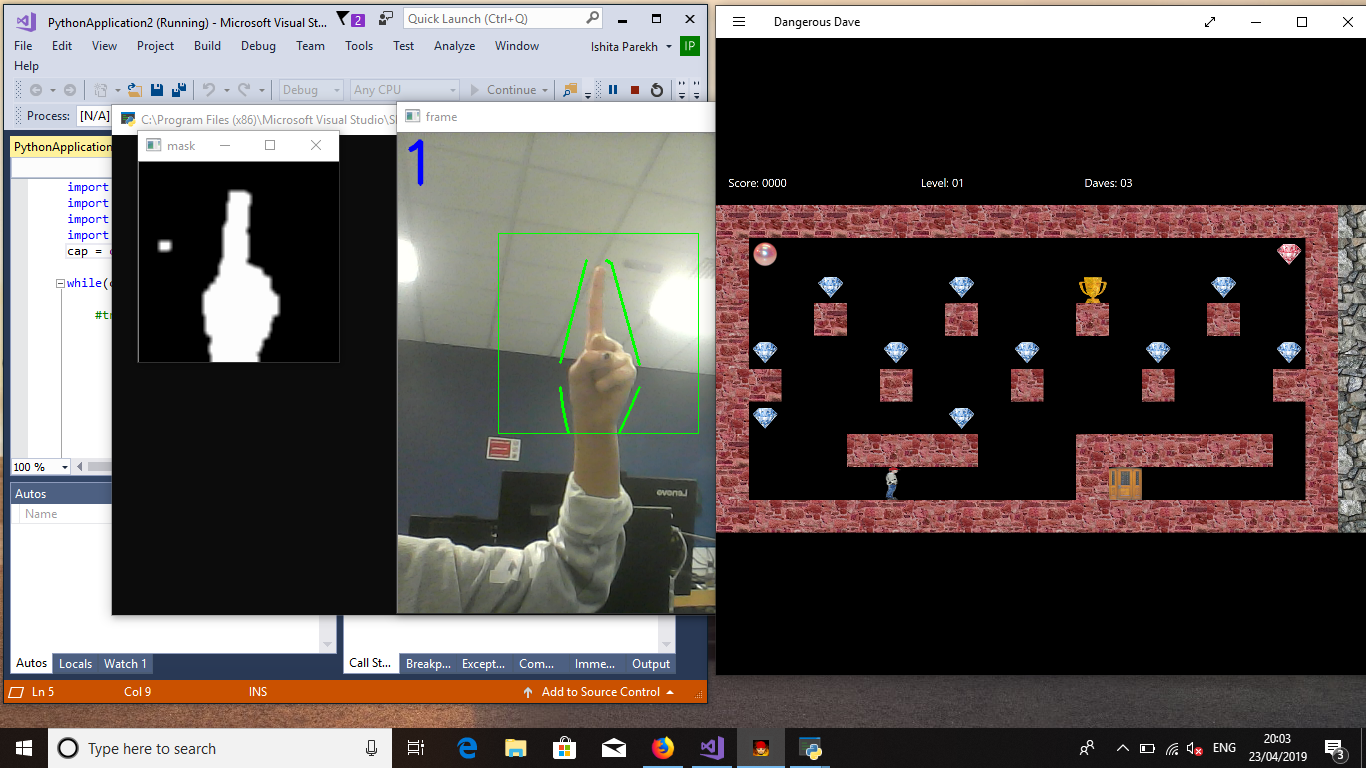 PythonApplication2 (Running) - Microsoft Visual St...
2
Quick Launch (Ctrl+Q)
File Edit View Project Build Debug Team Tools Test Analyze Window
Ishita Parekh
IP
Help
Debug
Any CPU
Continue
Process: [N/A]
C:\Program Files (x86)\Microsoft Visual Studio\S
frame
mask
PythonApplication
1
import
import
import
import
cap =
while(
100 %
Autos
Name
Lenovo
Autos Locals Watch 1
Call St... Breakp... Except... Com... Imme... Output
Ln 5 Col 9 INS
Add to Source Control
Dangerous Dave
Score: 0000 Level: 01 Daves: 03
Type here to search
ENG
20:03
23/04/2019
3